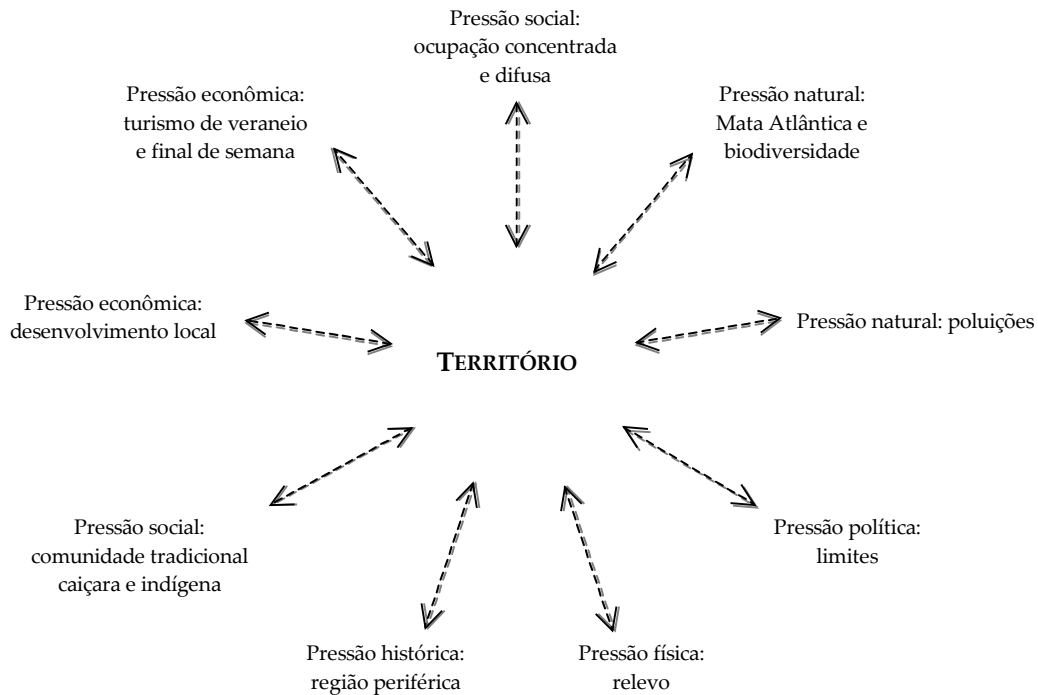 Pressão social:
ocupação concentrada
e difusa
Pressão econômica:
turismo de veraneio
e final de semana
Pressão natural:
Mata Atlântica e
biodiversidade
Pressão econômica:
desenvolvimento local
Pressão natural: poluições
TERRITÓRIO
Pressão social:
comunidade tradicional
caiçara e indígena
Pressão política:
limites
Pressão histórica:
região periférica
Pressão física:
relevo